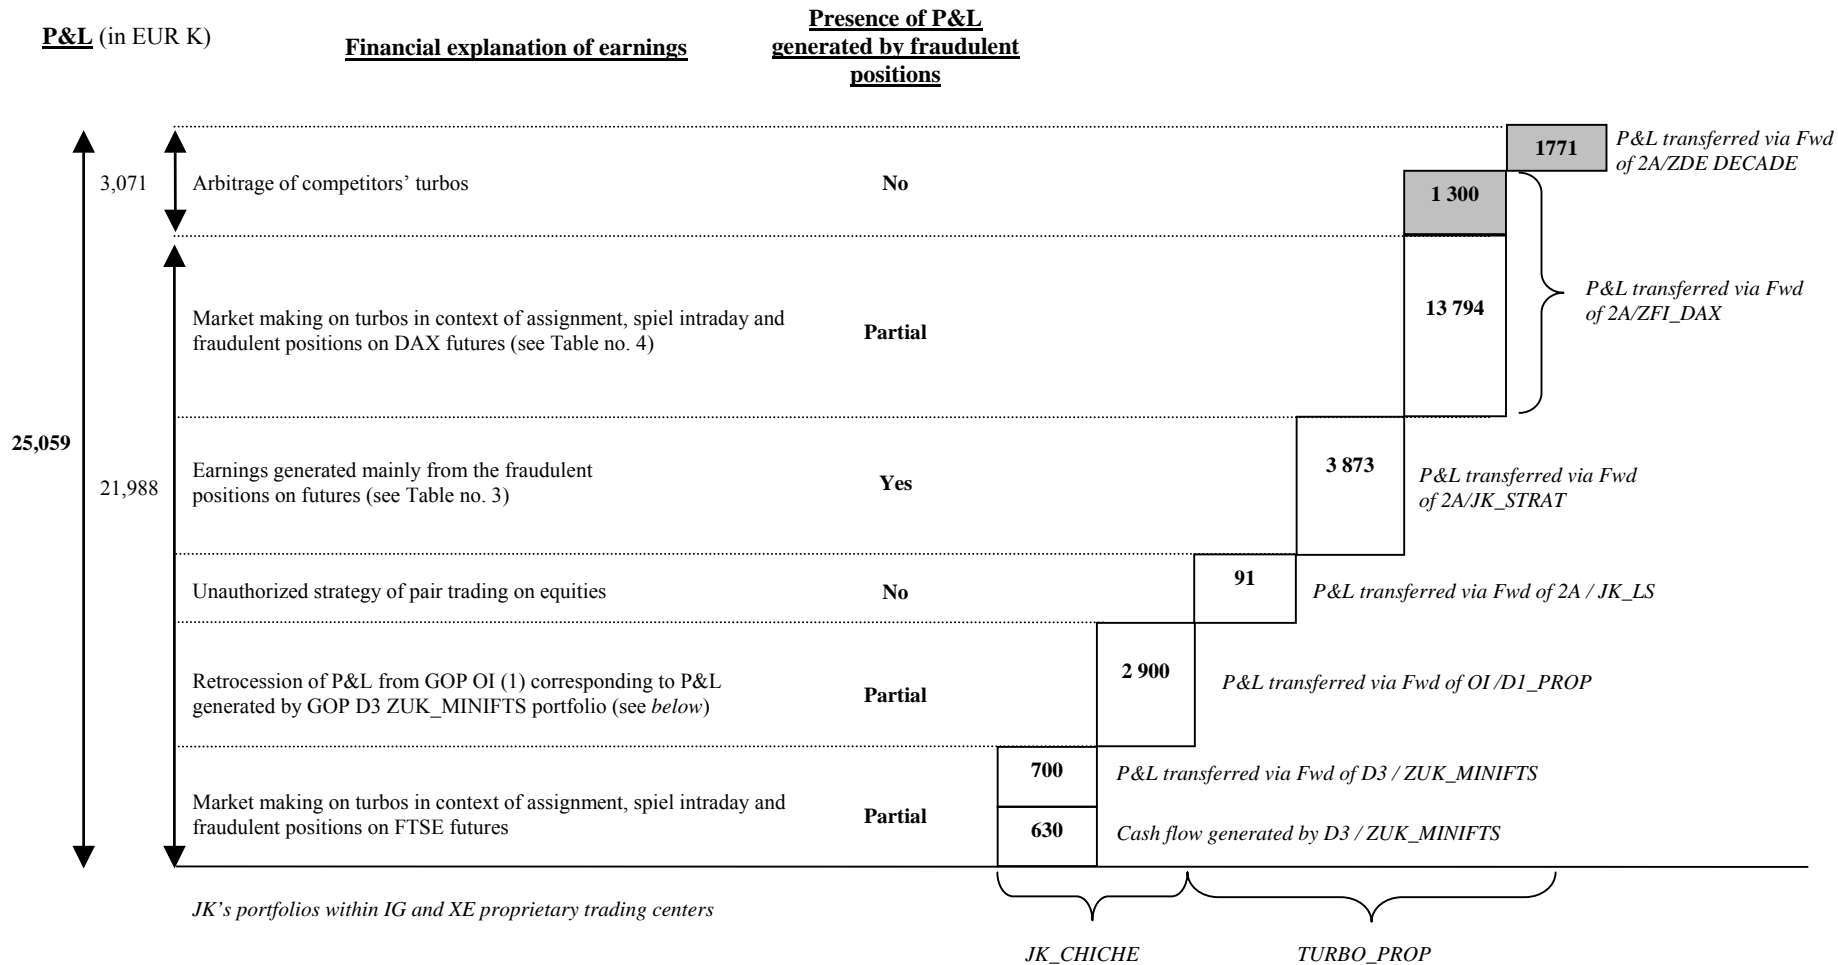 P&L (in EUR K)
Financial explanation of earnings
Presence of P&L
generated by fraudulent
positions
1771
P&L transferred via Fwd
of 2A/ZDE DECADE
3,071
Arbitrage of competitors’ turbos
No
1 300
Market making on turbos in context of assignment, spiel intraday and
fraudulent positions on DAX futures (see Table no. 4)
Partial
13 794
P&L transferred via Fwd
of 2A/ZFI_DAX
25,059
21,988
Earnings generated mainly from the fraudulent
positions on futures (see Table no. 3)
Yes
3 873
P&L transferred via Fwd
of 2A/JK_STRAT
Unauthorized strategy of pair trading on equities
No
91
P&L transferred via Fwd of 2A / JK_LS
Retrocession of P&L from GOP OI (1) corresponding to P&L
generated by GOP D3 ZUK_MINIFTS portfolio (see below)
Partial
2 900
P&L transferred via Fwd of OI /D1_PROP
700
P&L transferred via Fwd of D3 / ZUK_MINIFTS
Market making on turbos in context of assignment, spiel intraday and
fraudulent positions on FTSE futures
Partial
630
Cash flow generated by D3 / ZUK_MINIFTS
JK’s portfolios within IG and XE proprietary trading centers
JK_CHICHE
TURBO_PROP